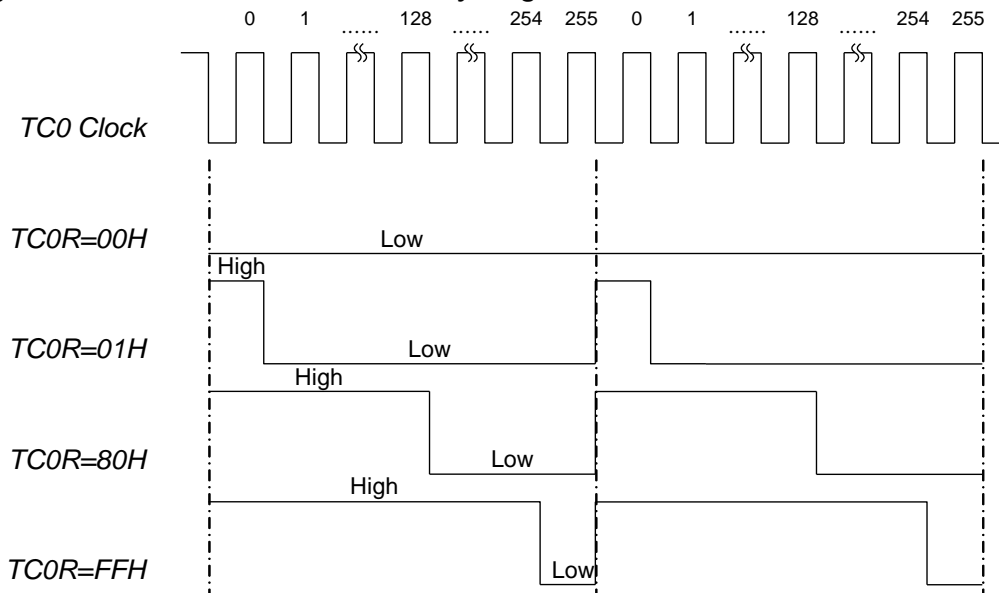 0 1 ...... 128 ...... 254 255 0 1 ...... 128 ...... 254 255
TC0 Clock
TC0R=00H
Low
High
TC0R=01H
Low
High
TC0R=80H
Low
High
TC0R=FFH
Low